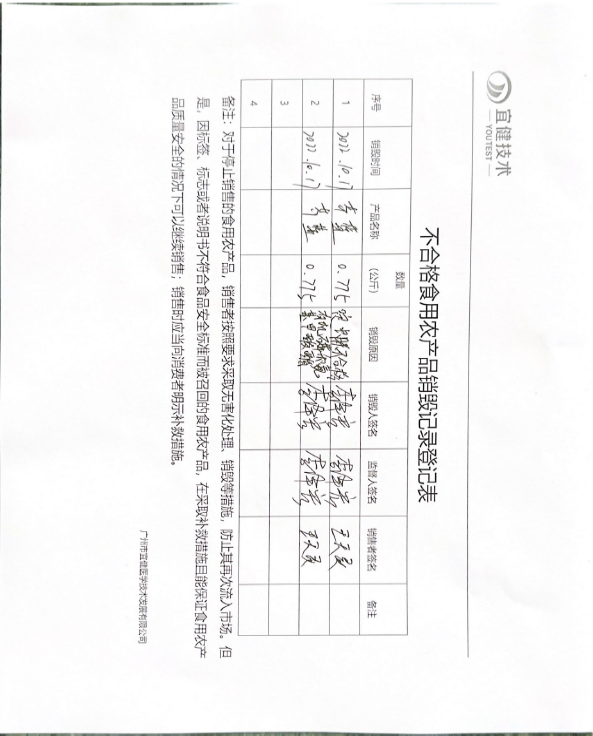 宜健技术
YOUTEST
不合格食用农产品销毁记录登记表
序号 销毁时间 产品名称 数量（公斤） 销毁原因 销毁人签名 监督人签名 销售者签名 备注
1 2022.10.17 0.775
2 2022.10.17 0.775
3
4
备注：对于停止销售的食用农产品，销售者按照要求采取无害化处理、销毁等措施，防止其再次流入市场。但
是，因标签、标志或者说明书不符合食品安全标准而被召回的食用农产品，在采取补救措施且能保证食用农产
品质量安全的情况下可以继续销售；销售时应当向消费者明示补救措施。
广州市宜健医学技术发展有限公司